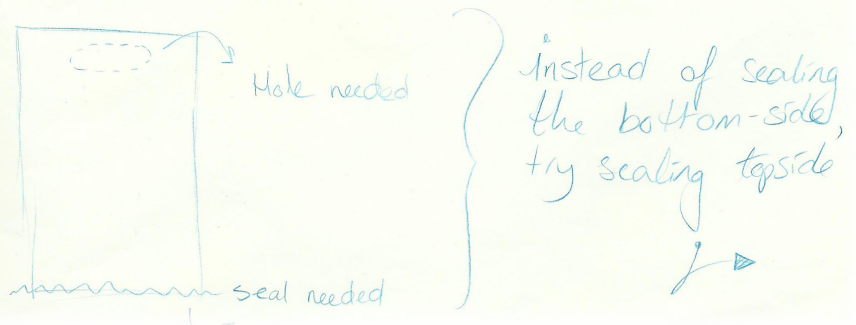 Hole needed
seal needed
instead of sealing
the bottom-side,
try sealing topside